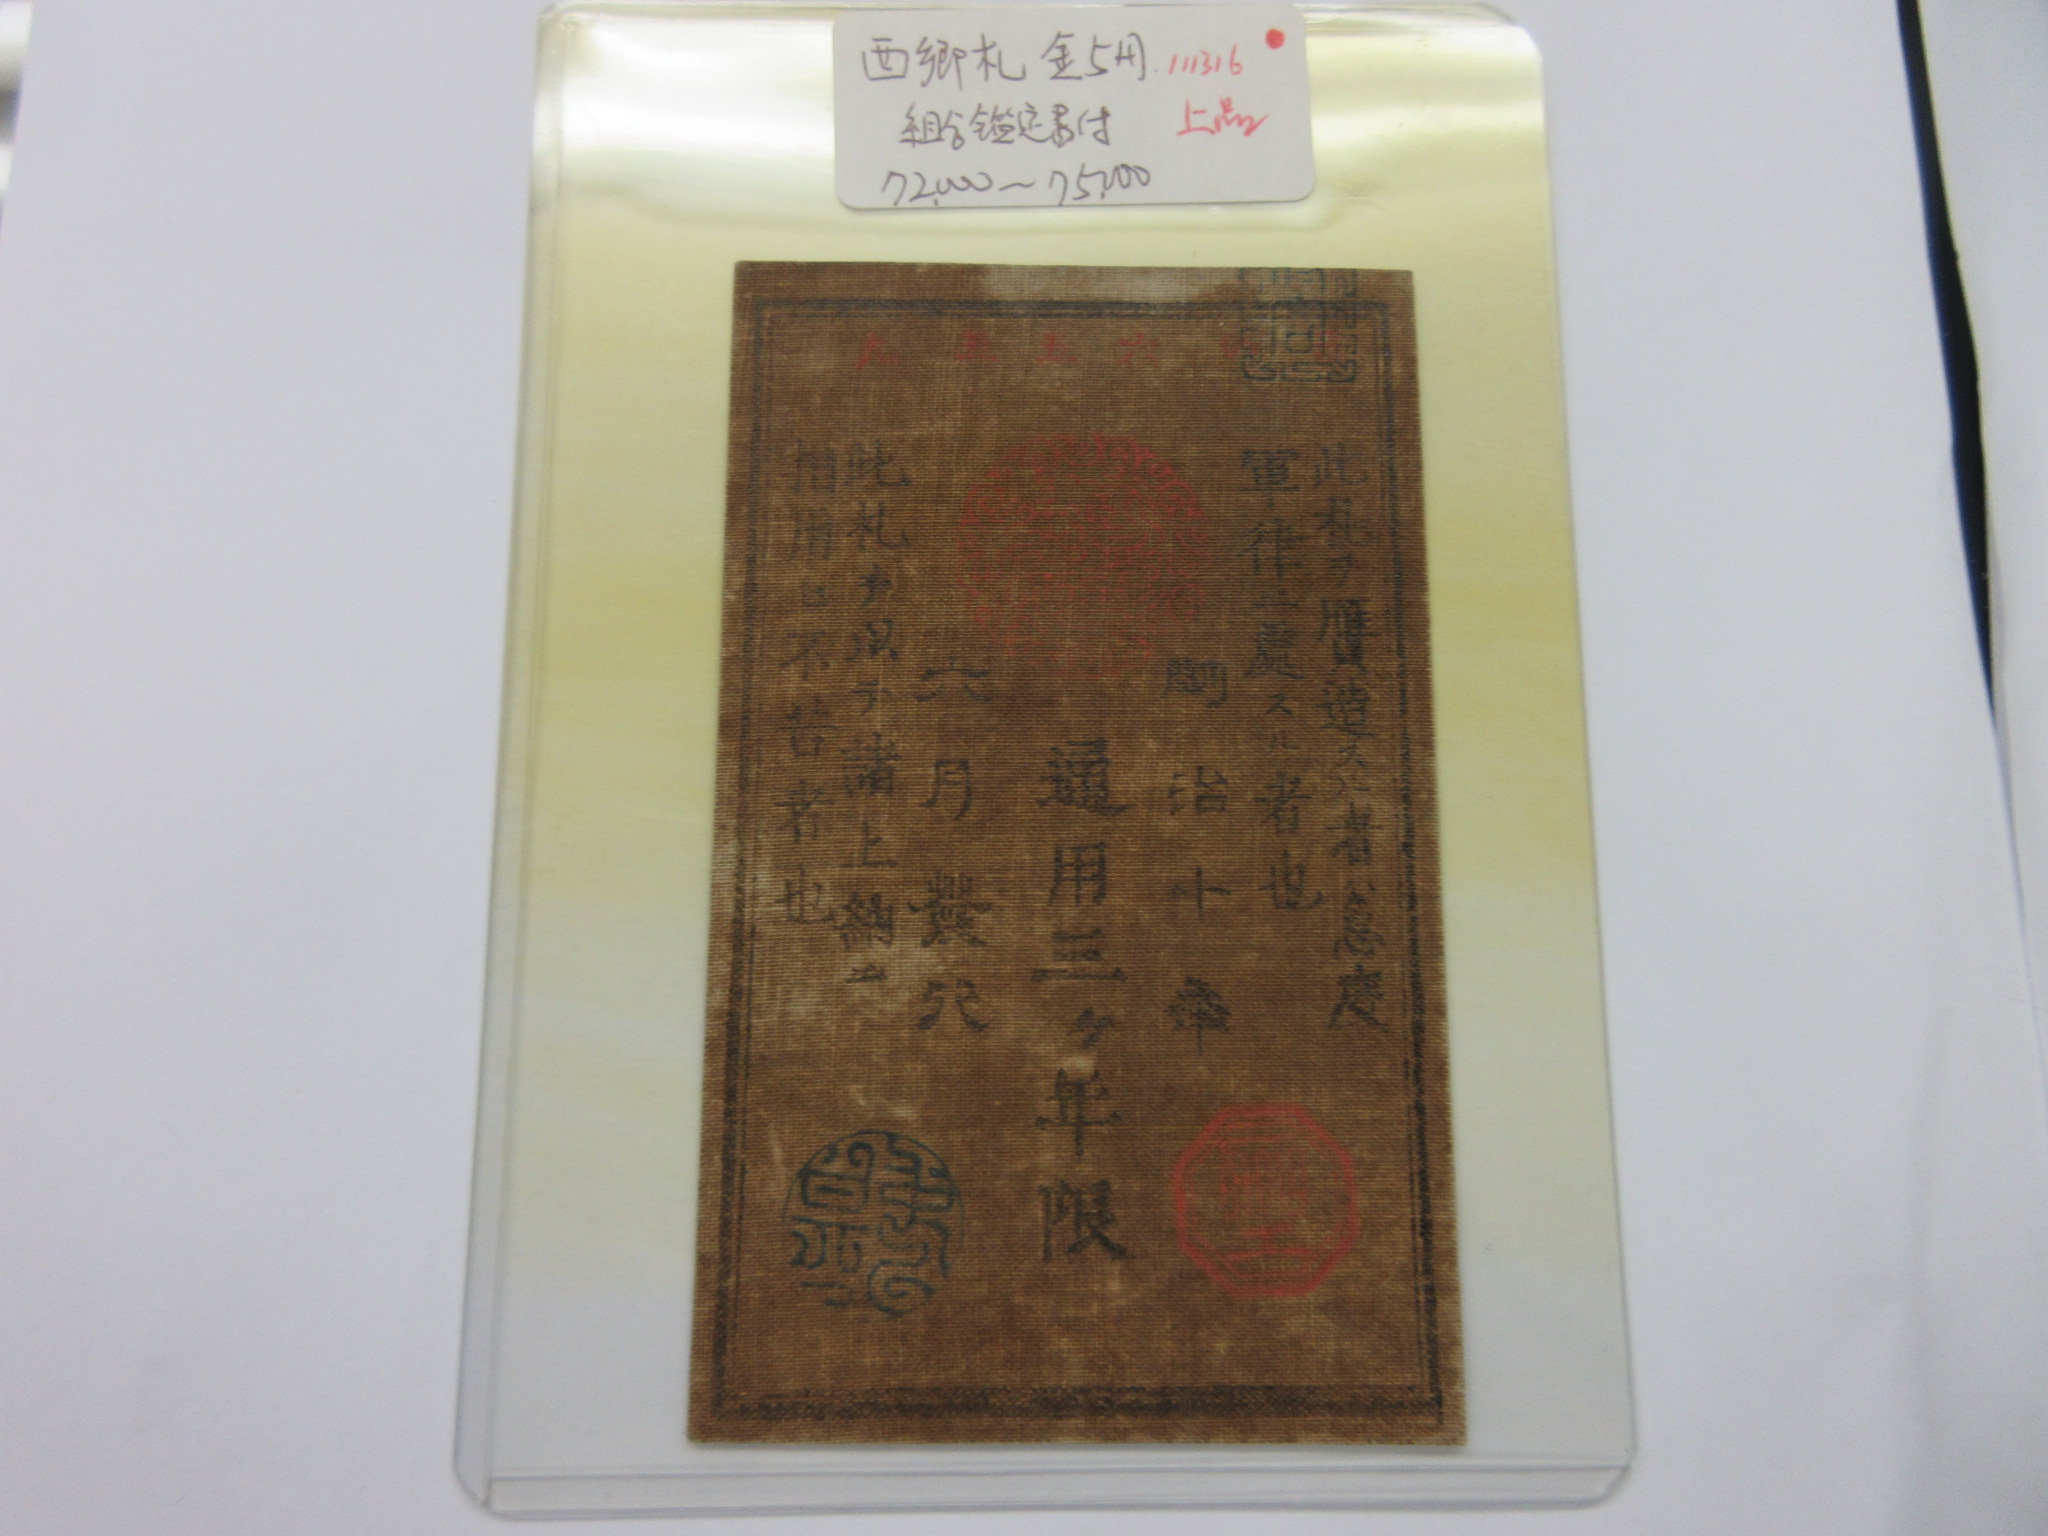 西郷札 金5円 111316
組合鑑定書付 上品
72,000〜75,000
此札ヲ贋造スル者ハ急度
軍律ニ處スル者也
明治十年
通用三ケ年限
六月發行
此札ヲ以テ諸上納ニ
相用ヒ不苦者也